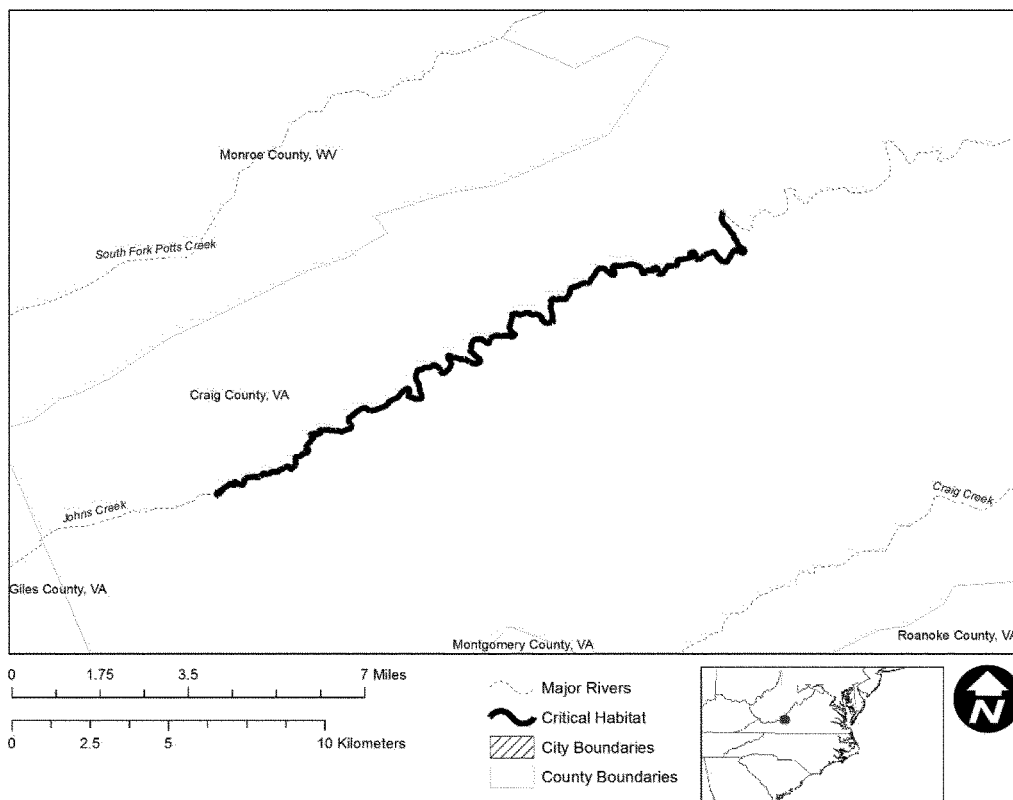 Monroe County, WV
South Fork Potts Creek
Craig County, VA
Craig Creek
Johns Creek
Giles County, VA
Montgomery County, VA
Roanoke County, VA
0 1.75 3.5 7 Miles
0 2.5 5 10 Kilometers
Major Rivers
Critical Habitat
City Boundaries
County Boundaries
N